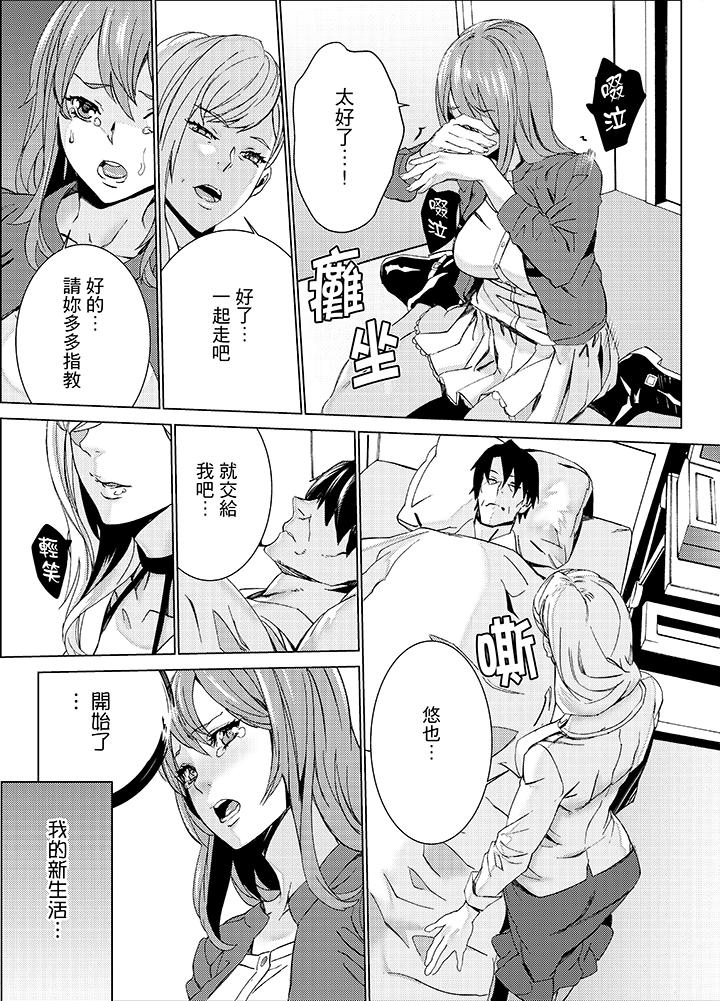 啜泣
太好了…！
啜泣
癱坐
好了…
一起走吧
好的…
請妳多多指教
嘶
悠也…
就交給
我吧…
輕笑
開始了
…
我的新生活…